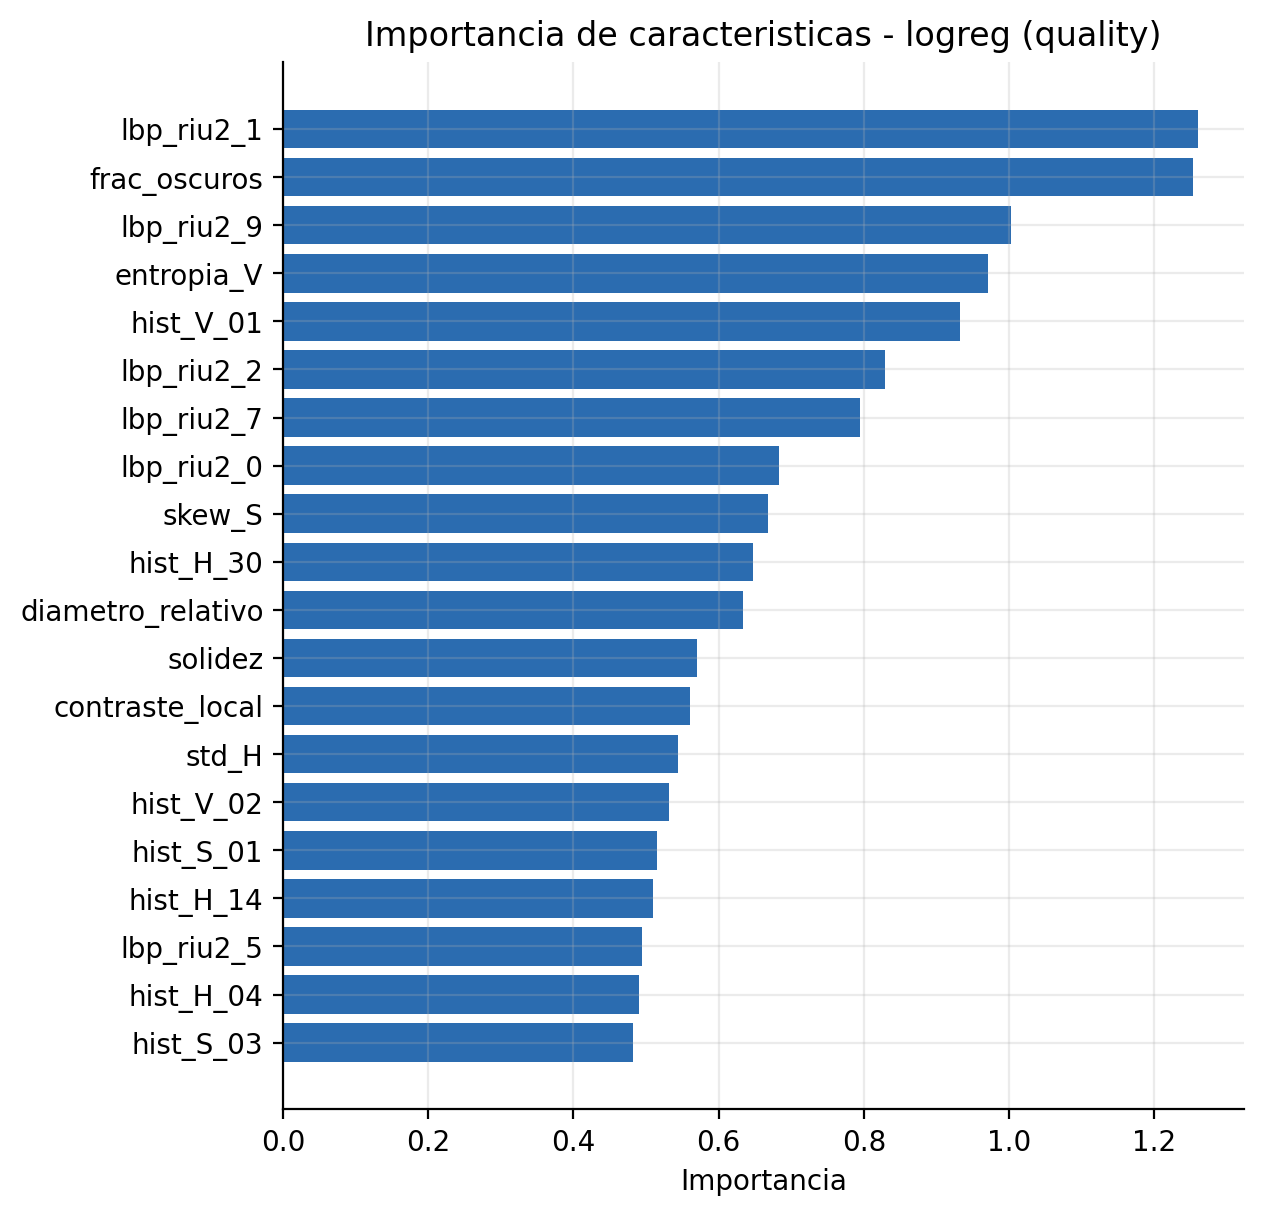 Importancia de caracteristicas - logreg (quality)
lbp_riu2_1
frac_oscuros
lbp_riu2_9
entropia_V
hist_V_01
lbp_riu2_2
lbp_riu2_7
lbp_riu2_0
skew_S
hist_H_30
diametro_relativo
solidez
contraste_local
std_H
hist_V_02
hist_S_01
hist_H_14
lbp_riu2_5
hist_H_04
hist_S_03
0.0 0.2 0.4 0.6 0.8 1.0 1.2
Importancia